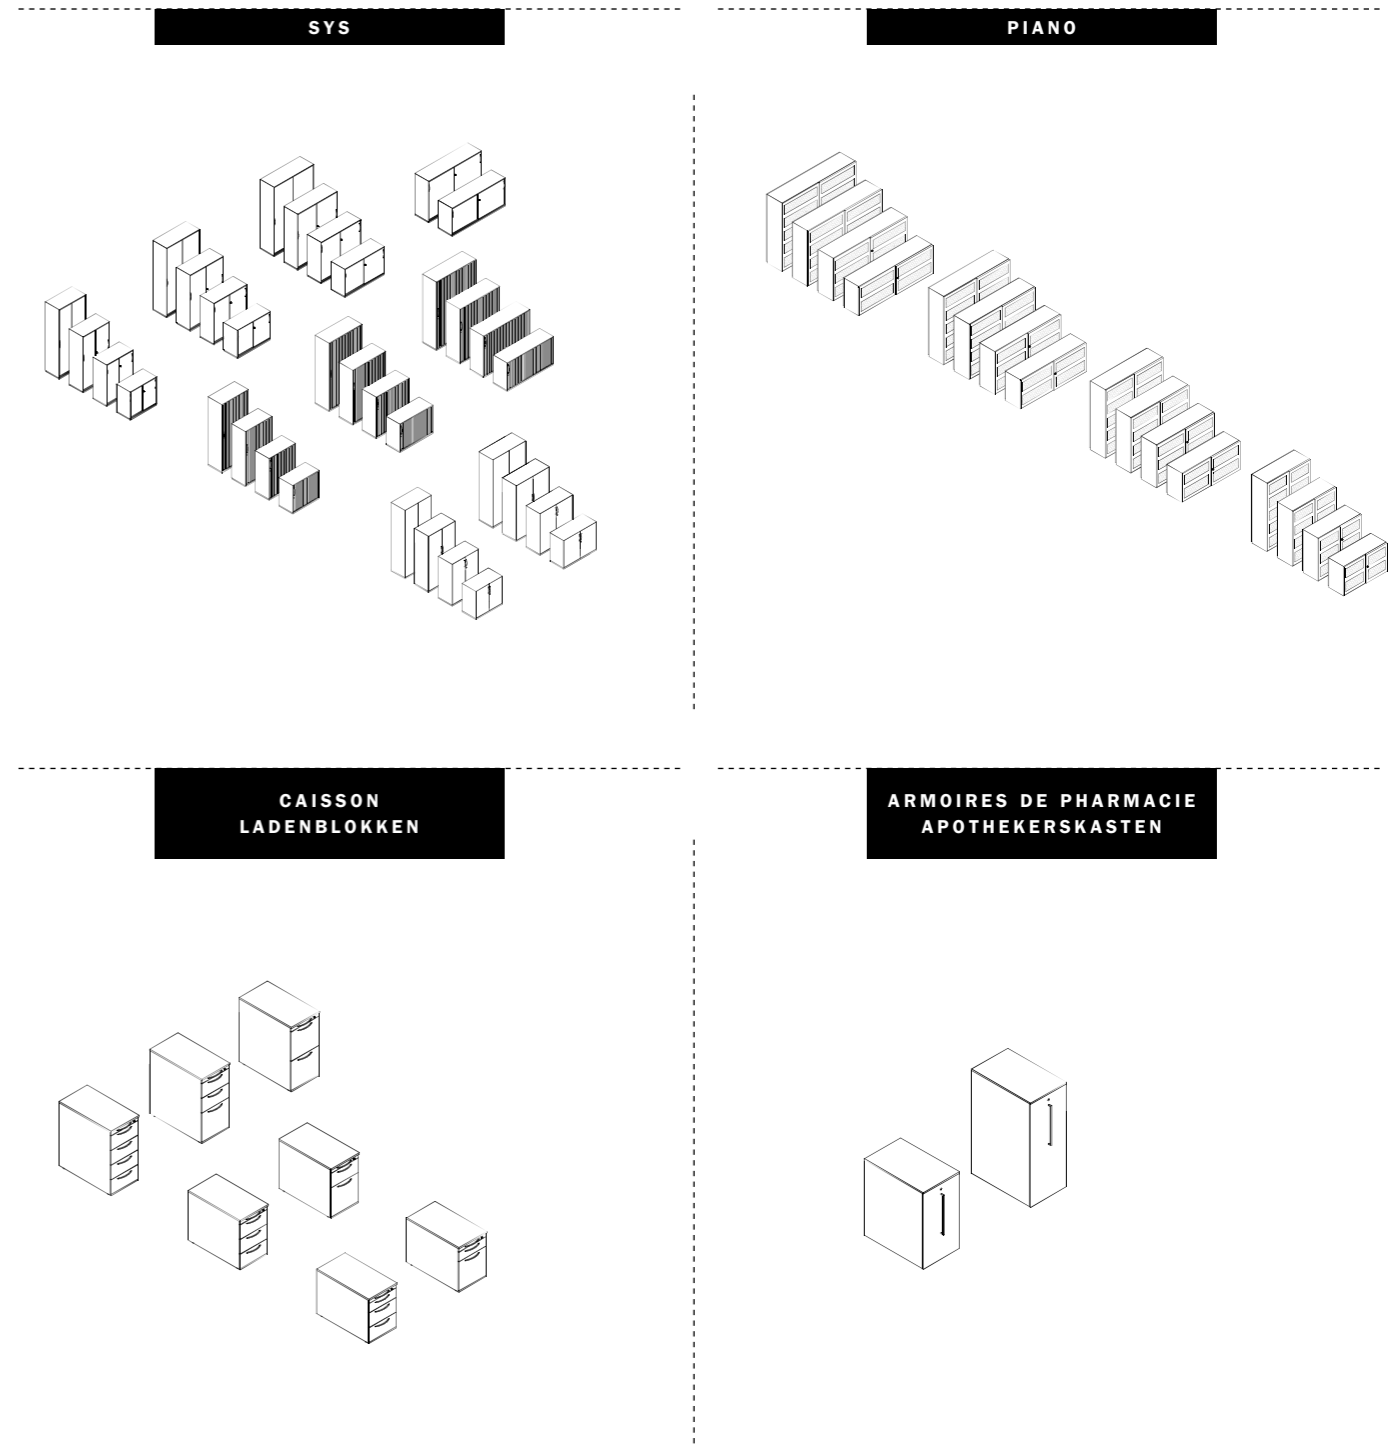 SYS
PIANO
CAISSON
LADENBLOKKEN
ARMOIRES DE PHARMACIE
APOTHEKERSKASTEN